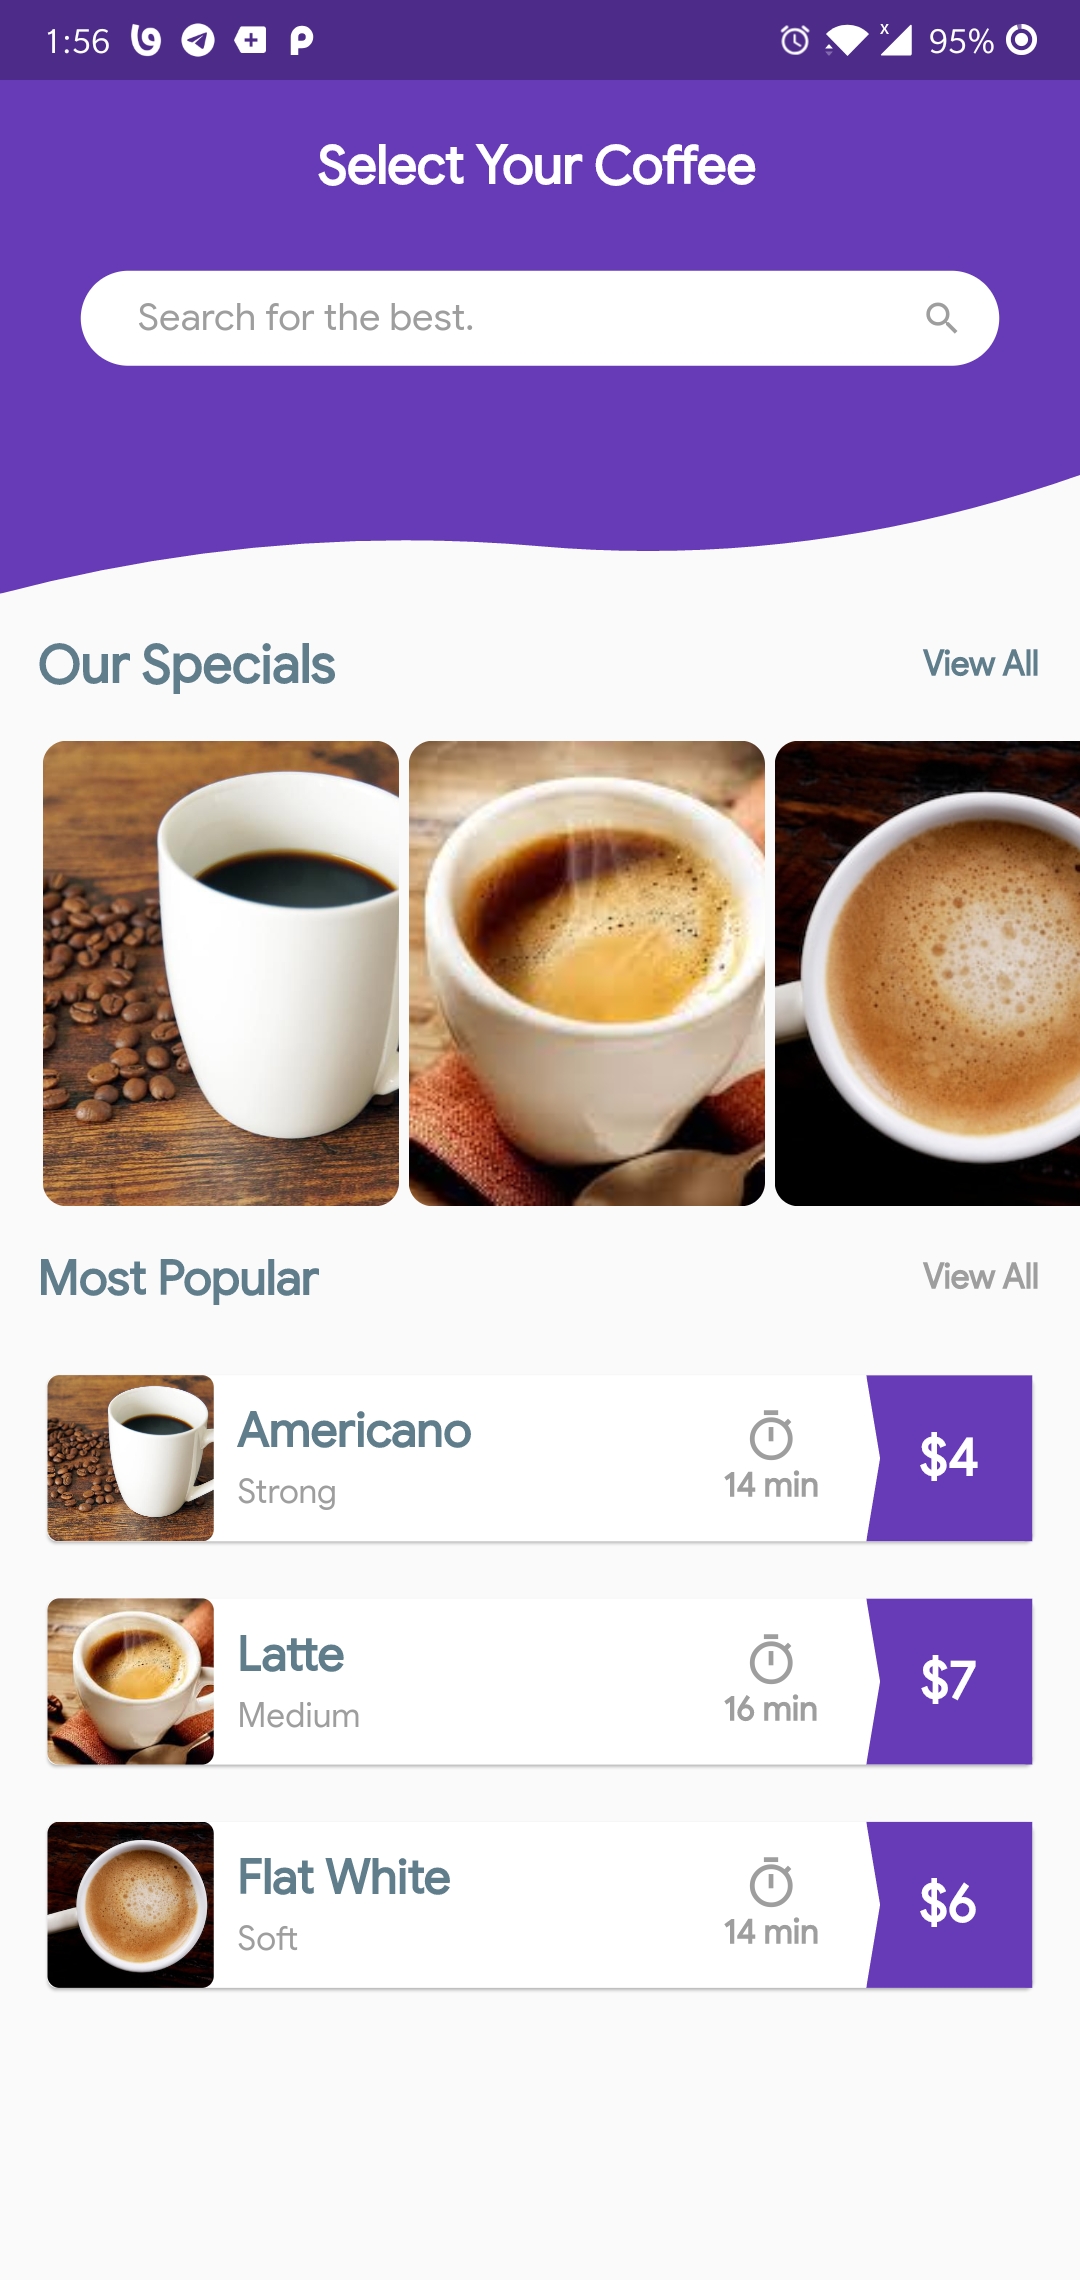 1:56 95%
Select Your Coffee
Search for the best.
Our Specials View All
Most Popular View All
Americano
Strong
14 min
$4
Latte
Medium
16 min
$7
Flat White
Soft
14 min
$6